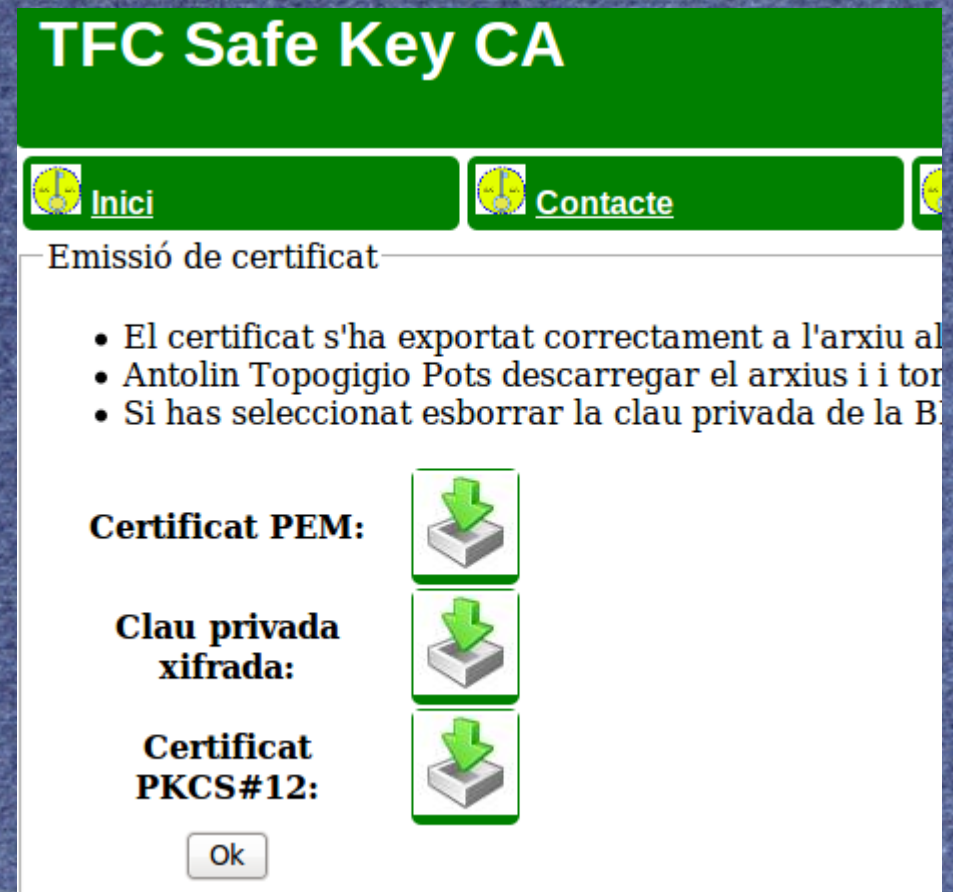 TFC Safe Key CA
Inici
Contacte
Emissió de certificat
El certificat s'ha exportat correctament a l'arxiu
Antolin Topogigio Pots descarregar el arxius i i
Si has seleccionat esborrar la clau privada de la
Certificat PEM:
Clau privada
xifrada:
Certificat
PKCS#12:
Ok